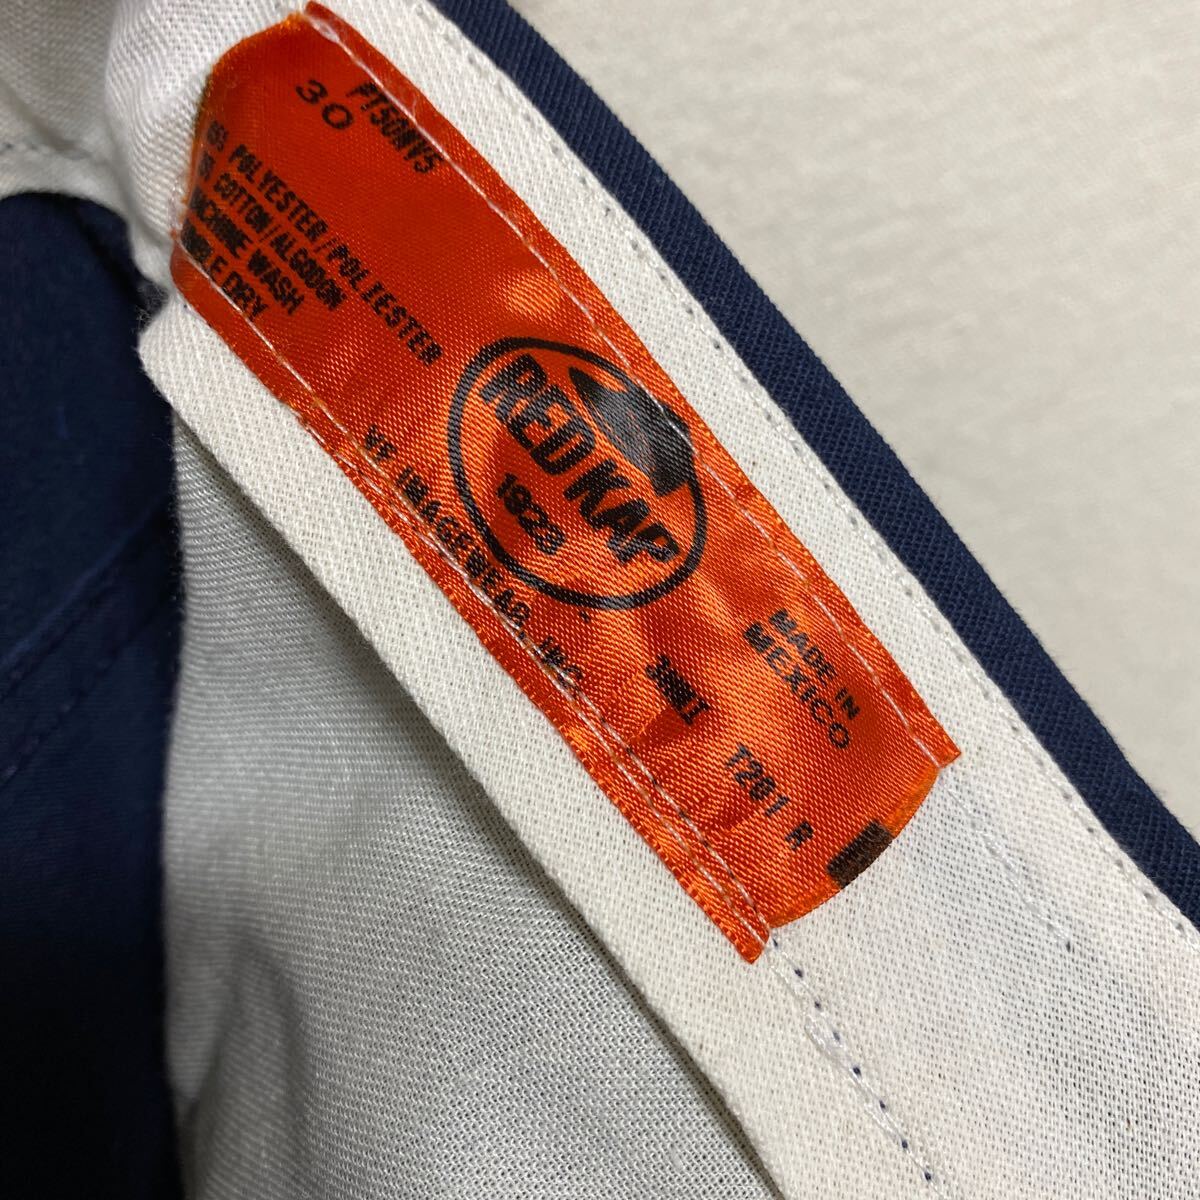 PT50NV5
30
65% POLYESTER/POLIESTER
COTTON/ALGODON
MACHINE WASH
TUMBLE DRY
RED KAP
1923
VF IMAGEWEAR, INC.
MADE IN
MEXICO
T201 R